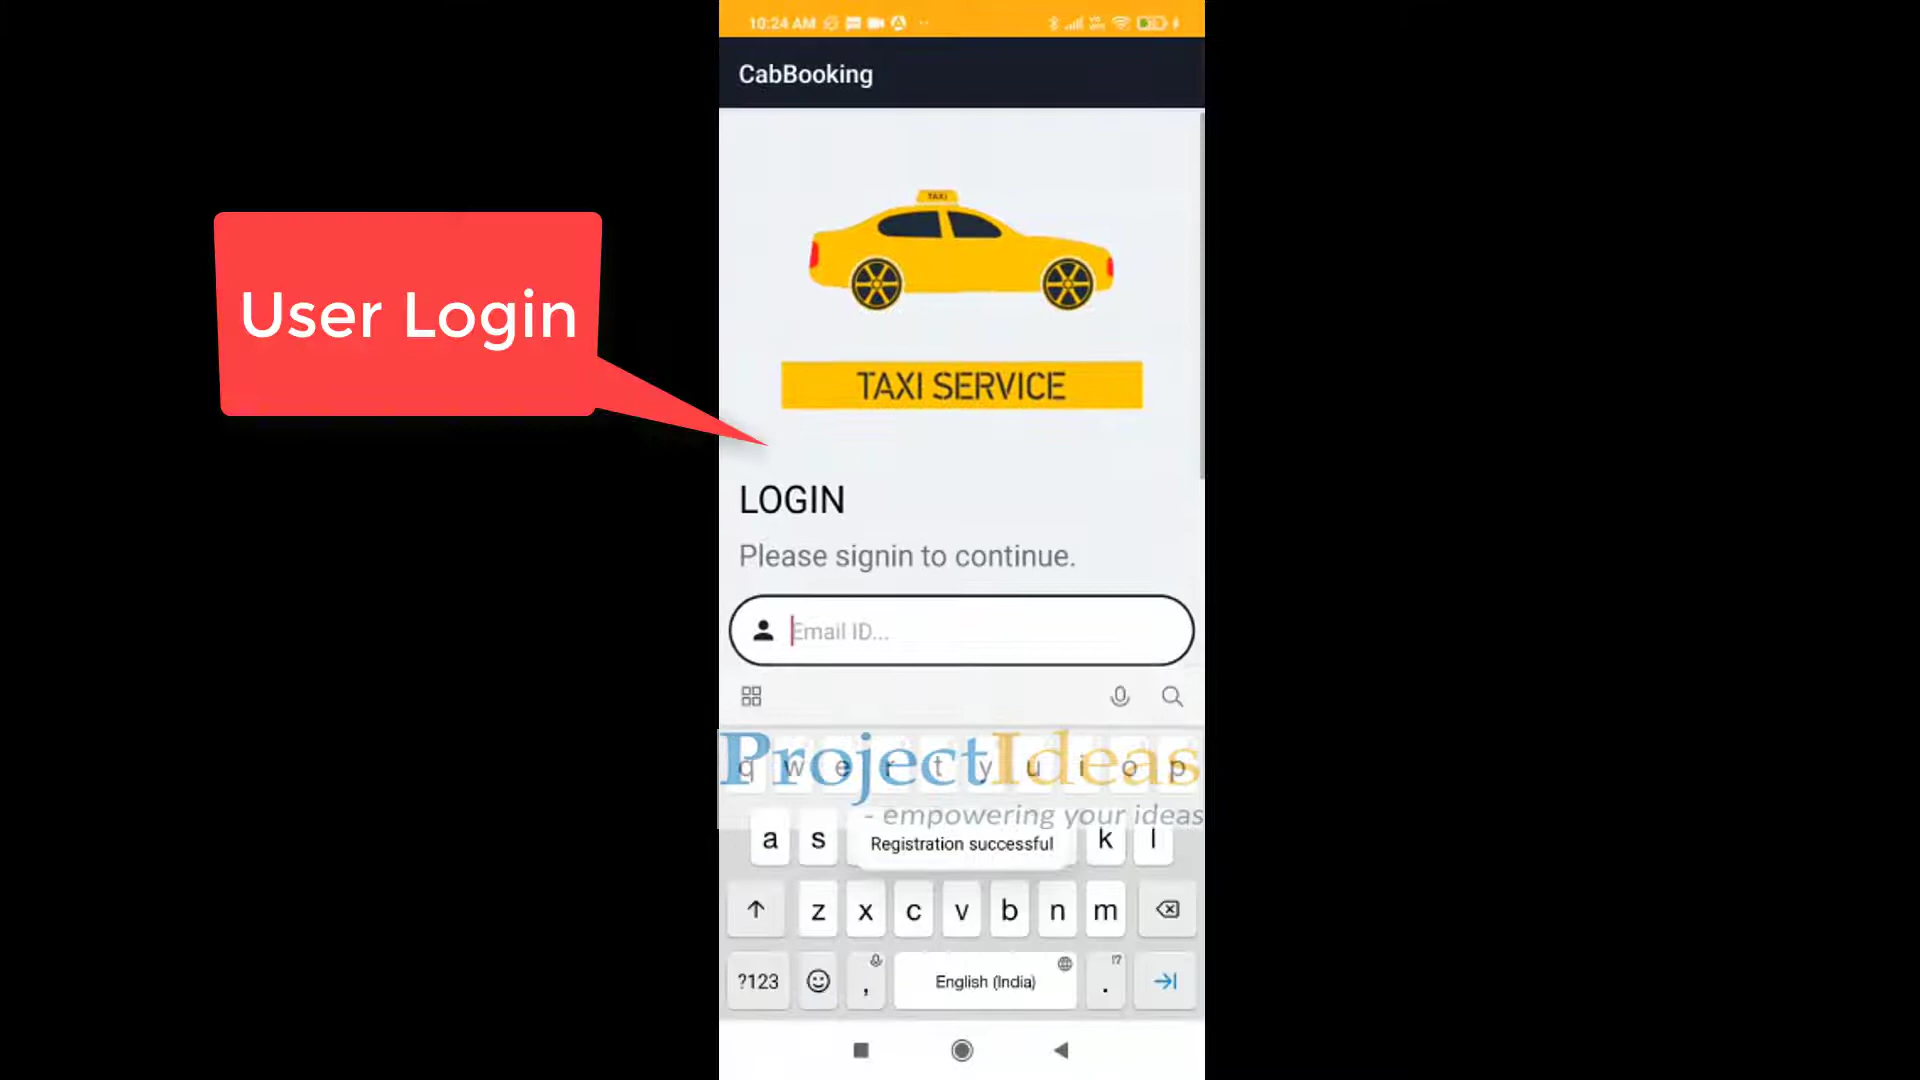 10:24 AM
CabBooking
TAXI
TAXI SERVICE
User Login
LOGIN
Please signin to continue.
Email ID...
ProjectIdeas
- empowering your ideas
q w e r t y u i o p
a s k l
Registration successful
z x c v b n m
?123 , English (India) . !?